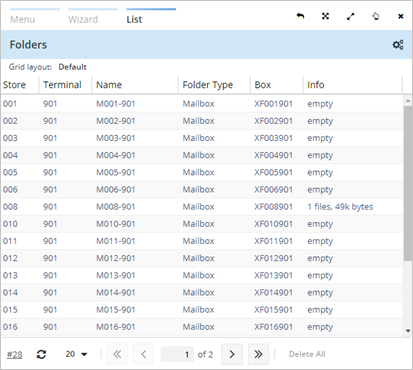 Menu Wizard List
Folders
Grid layout: Default
Store Terminal Name Folder Type Box Info
001 901 M001-901 Mailbox XF001901 empty
002 901 M002-901 Mailbox XF002901 empty
003 901 M003-901 Mailbox XF003901 empty
004 901 M004-901 Mailbox XF004901 empty
005 901 M005-901 Mailbox XF005901 empty
006 901 M006-901 Mailbox XF006901 empty
008 901 M008-901 Mailbox XF008901 1 files, 49k bytes
010 901 M010-901 Mailbox XF010901 empty
011 901 M011-901 Mailbox XF011901 empty
012 901 M012-901 Mailbox XF012901 empty
013 901 M013-901 Mailbox XF013901 empty
014 901 M014-901 Mailbox XF014901 empty
015 901 M015-901 Mailbox XF015901 empty
016 901 M016-901 Mailbox XF016901 empty
#28 20 1 of 2 Delete All